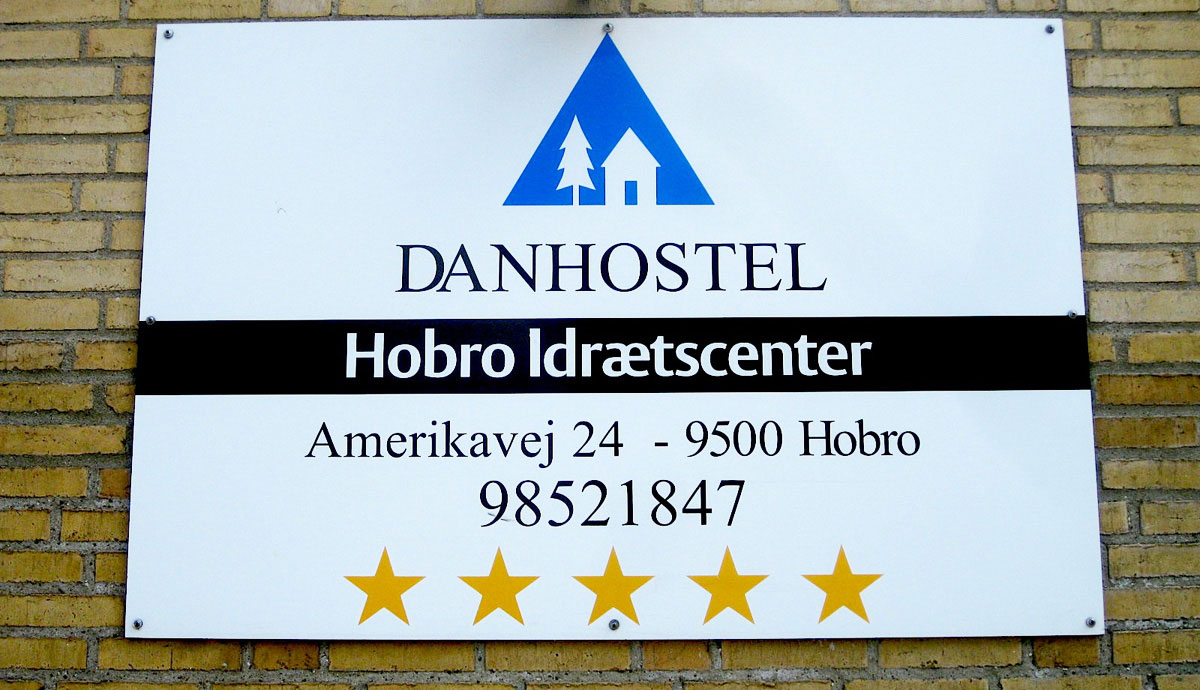 DANHOSTEL
Hobro Idrætscenter
Amerikavej 24 - 9500 Hobro
98521847